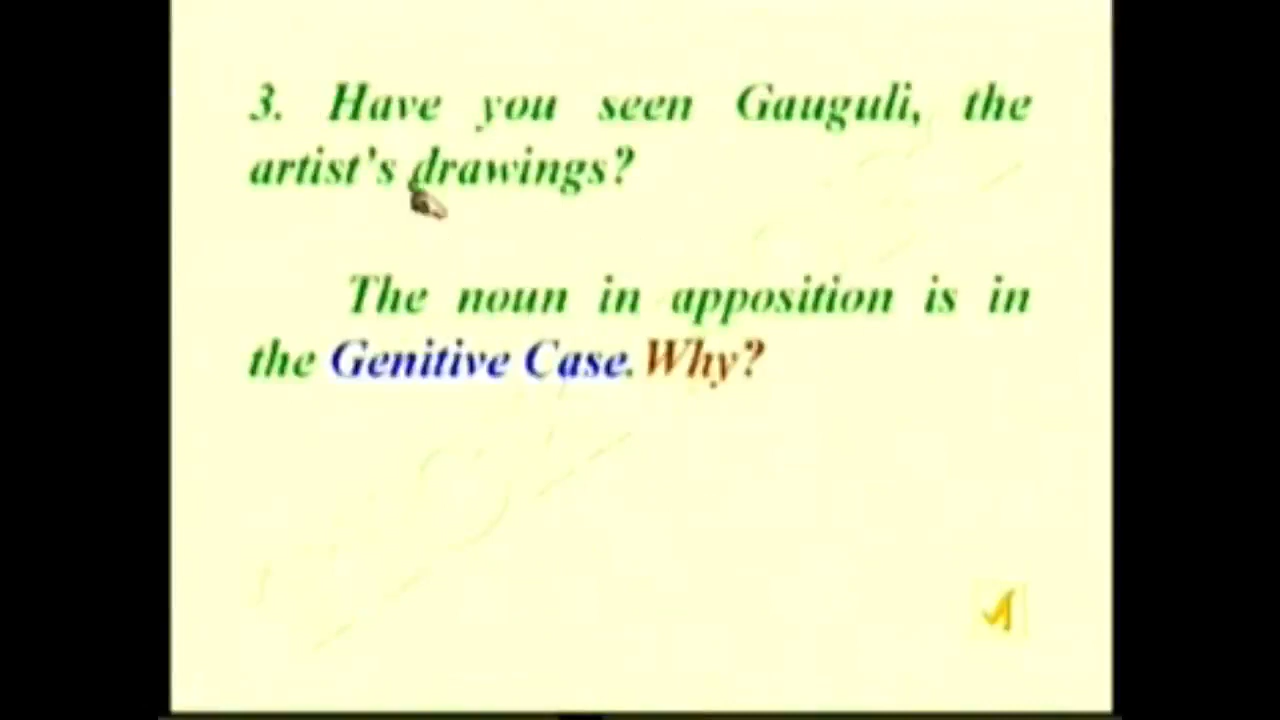 3. Have you seen Gauguli, the
artist's drawings?
The noun in apposition is in
the Genitive Case. Why?